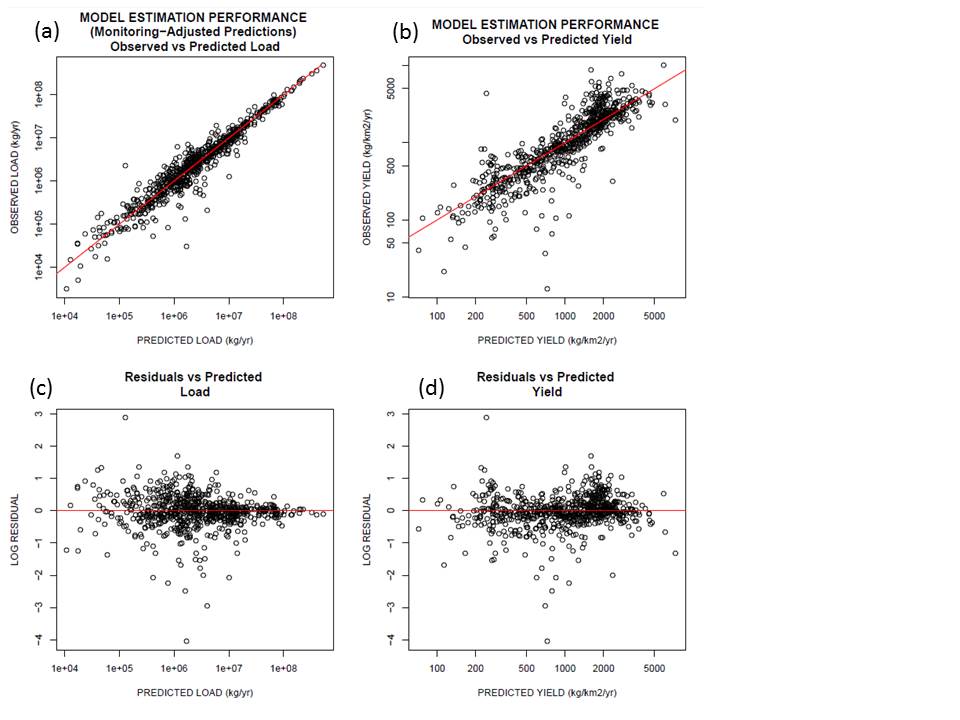 (a)
MODEL ESTIMATION PERFORMANCE
(Monitoring−Adjusted Predictions)
Observed vs Predicted Load
OBSERVED LOAD (kg/yr)
1e+08
1e+07
1e+06
1e+05
1e+04
1e+04 1e+05 1e+06 1e+07 1e+08
PREDICTED LOAD (kg/yr)
(b)
MODEL ESTIMATION PERFORMANCE
Observed vs Predicted Yield
OBSERVED YIELD (kg/km2/yr)
5000
500
100
50
10
100 200 500 1000 2000 5000
PREDICTED YIELD (kg/km2/yr)
(c)
Residuals vs Predicted
Load
LOG RESIDUAL
3
2
1
0
−1
−2
−3
−4
1e+04 1e+05 1e+06 1e+07 1e+08
PREDICTED LOAD (kg/yr)
(d)
Residuals vs Predicted
Yield
LOG RESIDUAL
3
2
1
0
−1
−2
−3
−4
100 200 500 1000 2000 5000
PREDICTED YIELD (kg/km2/yr)